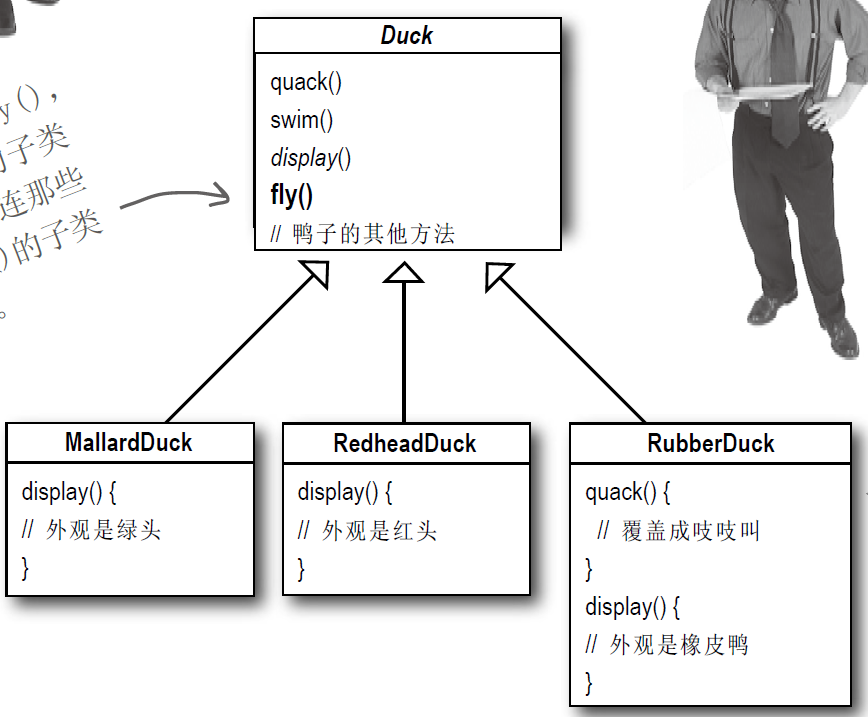 Duck
quack()
swim()
display()
fly()
// 鸭子的其他方法
y()，
的子类
连那些
)的子类
。
MallardDuck
display() {
// 外观是绿头
}
RedheadDuck
display() {
// 外观是红头
}
RubberDuck
quack() {
// 覆盖成吱吱叫
}
display() {
// 外观是橡皮鸭
}